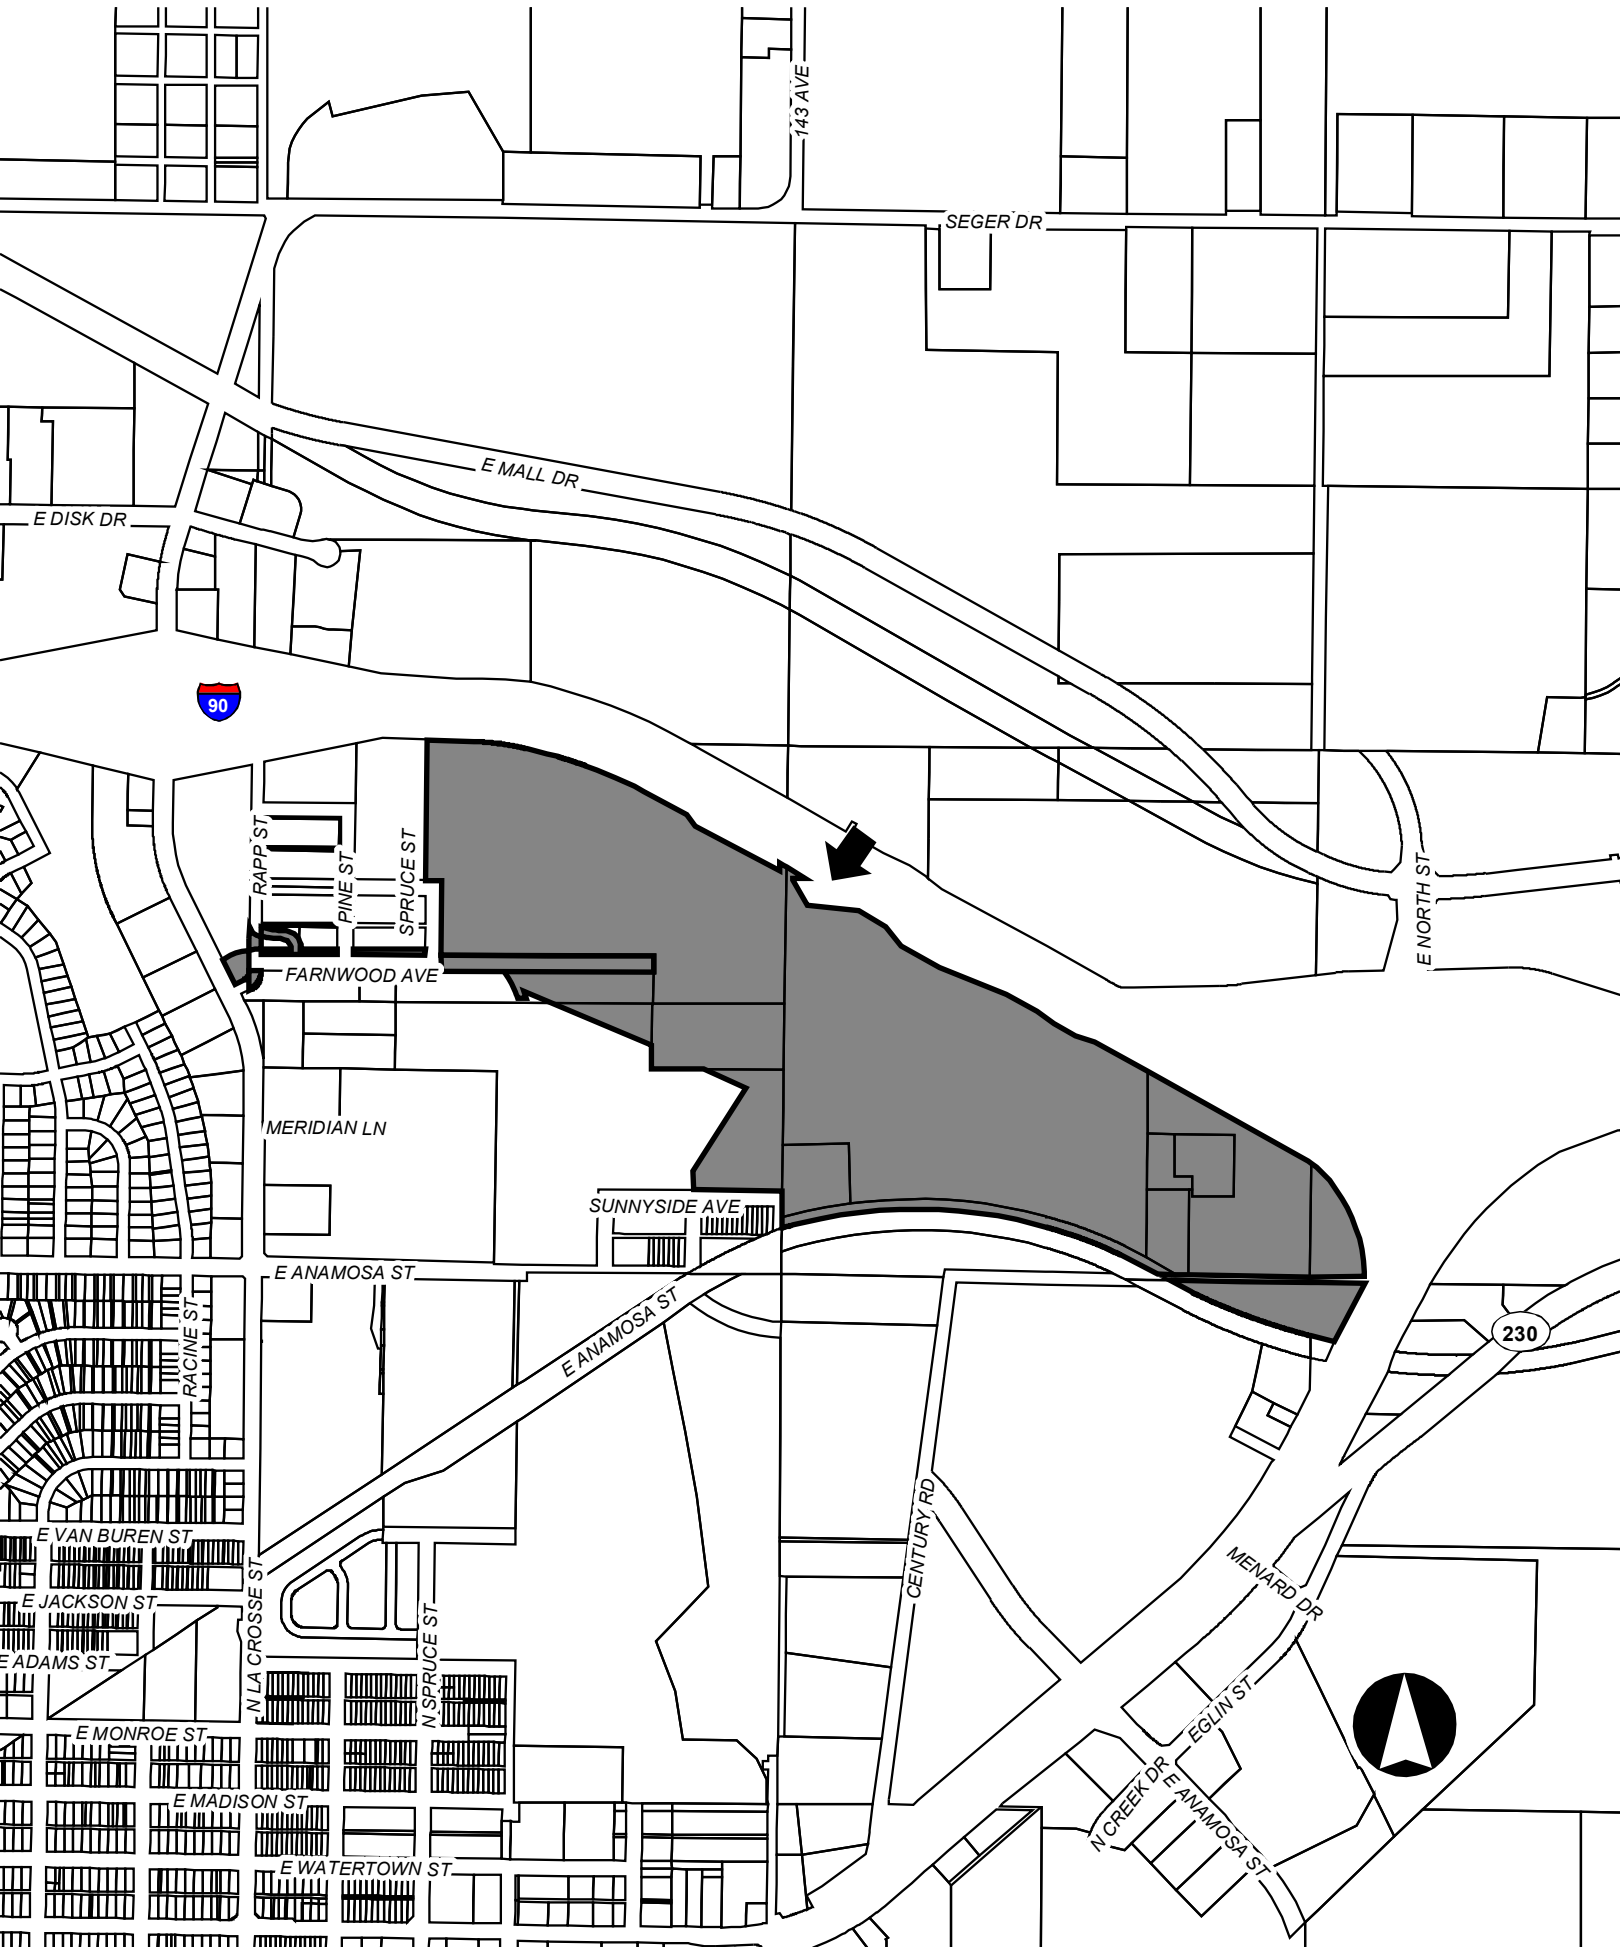 143 AVE
SEGER DR
E MALL DR
E DISK DR
90
RAPP ST
PINE ST
SPRUCE ST
E NORTH ST
FARNWOOD AVE
MERIDIAN LN
SUNNYSIDE AVE
E ANAMOSA ST
E ANAMOSA ST
RACINE ST
230
CENTURY RD
E VAN BUREN ST
MENARD DR
E JACKSON ST
N LA CROSSE ST
N SPRUCE ST
E ADAMS ST
EGLIN ST
E MONROE ST
N CREEK DR
E ANAMOSA ST
E MADISON ST
E WATERTOWN ST